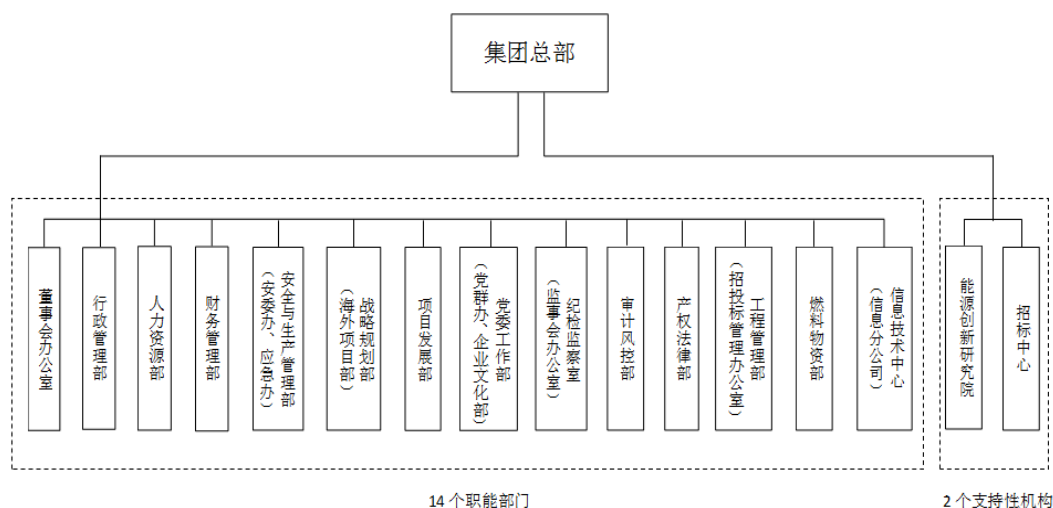 集团总部
董事会办公室
行政管理部
人力资源部
财务管理部
安全与生产管理部
（安委办、应急办）
战略规划部
（海外项目部）
项目发展部
党委工作部
（党群办、企业文化部）
纪检监察室
（监事会办公室）
审计风控部
产权法律部
工程管理部
（招投标管理办公室）
燃料物资部
信息技术中心
（信息分公司）
能源创新研究院
招标中心
14 个职能部门
2 个支持性机构